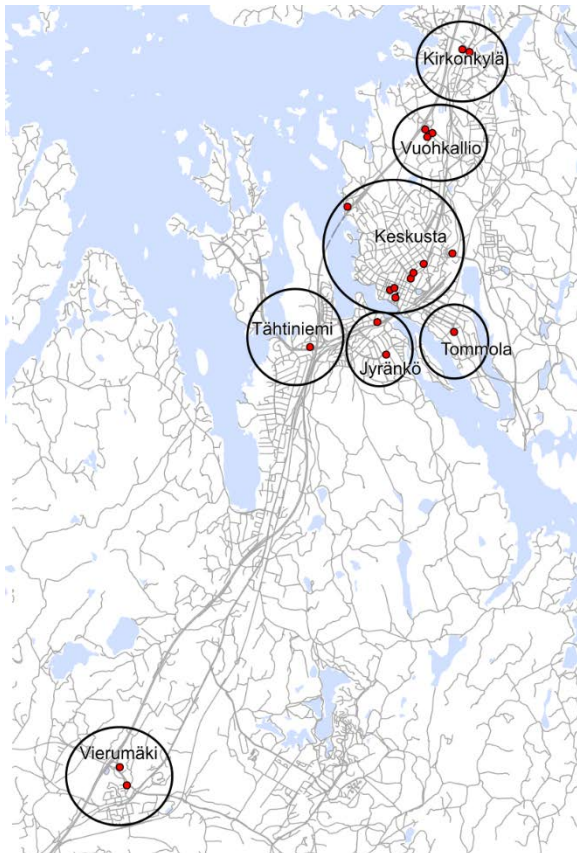 Kirkonkylä
Vuohkallio
Keskusta
Tähtiniemi
Jyränkö
Tommola
Vierumäki